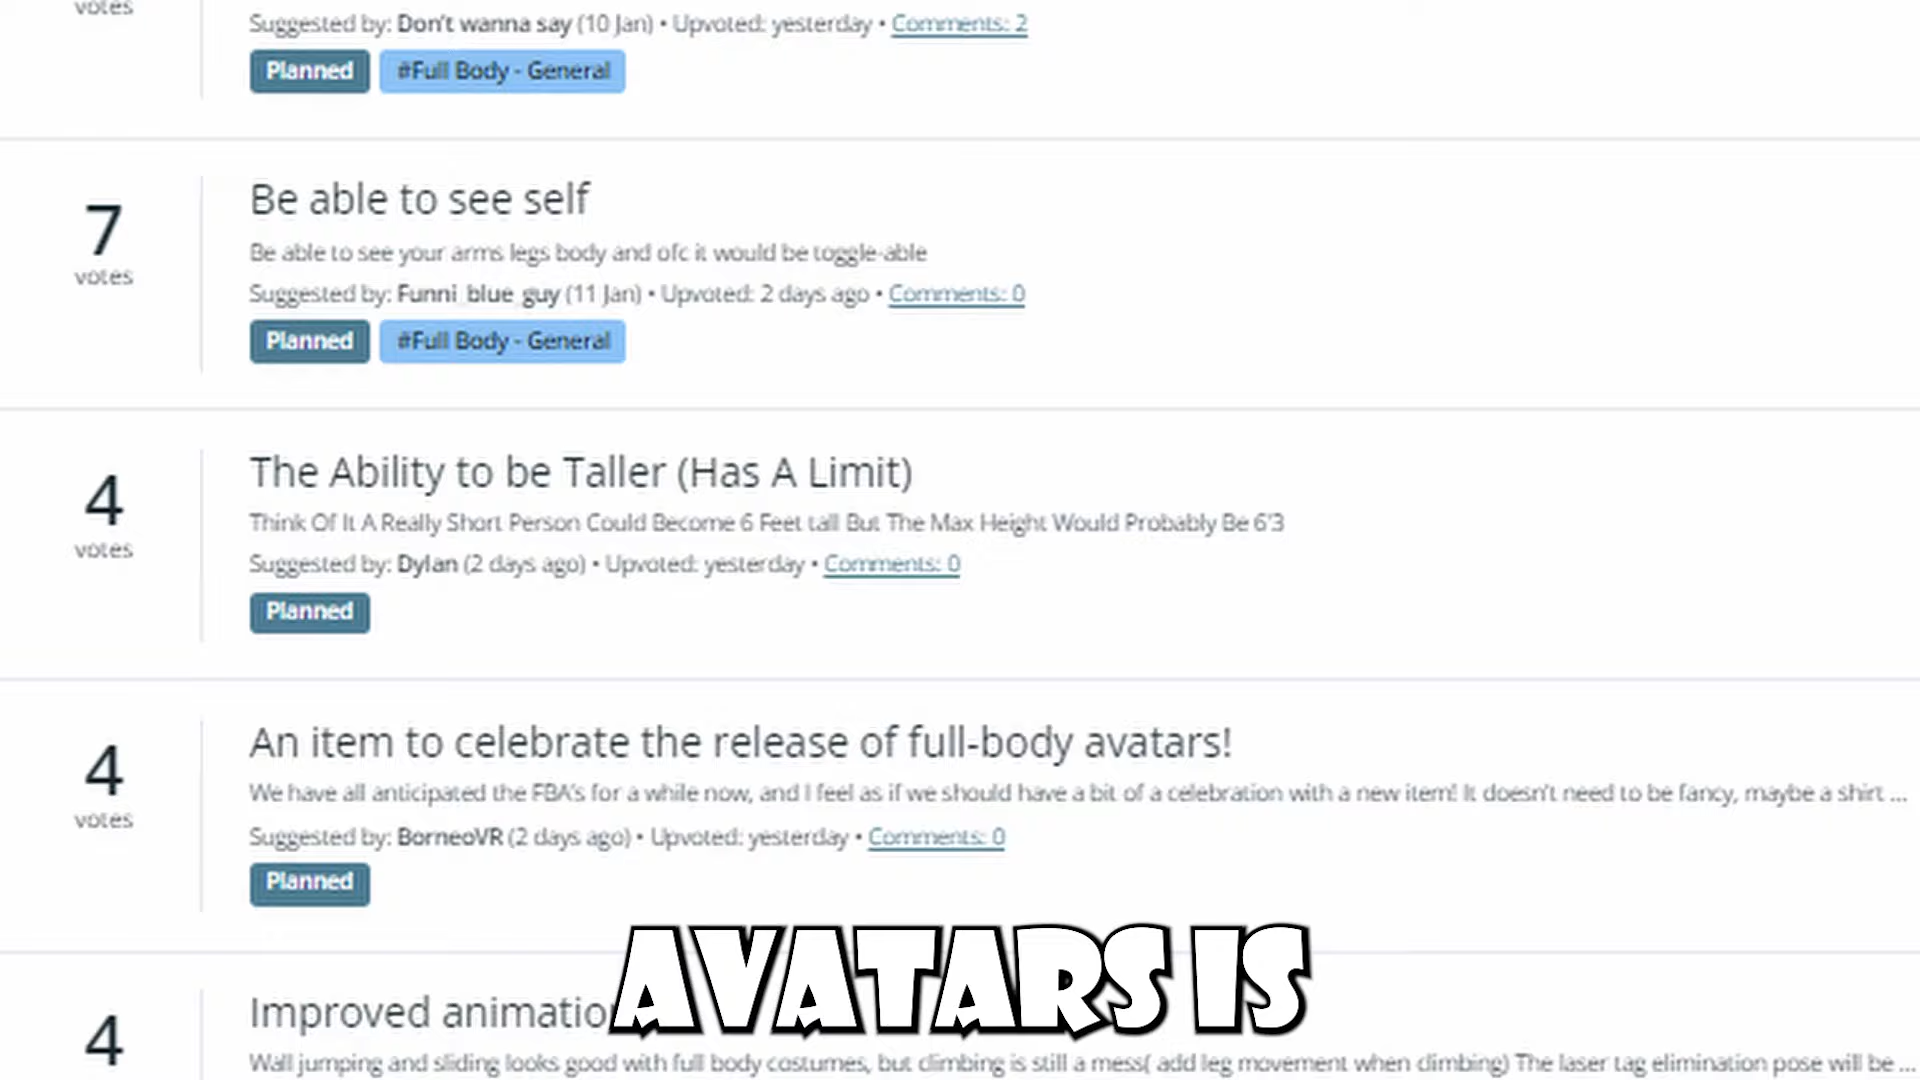 votes
Suggested by: Don't wanna say (10 Jan) • Upvoted: yesterday • Comments: 2
Planned #Full Body - General
7
votes
Be able to see self
Be able to see your arms legs body and ofc it would be toggle-able
Suggested by: Funni blue guy (11 Jan) • Upvoted: 2 days ago • Comments: 0
Planned #Full Body - General
4
votes
The Ability to be Taller (Has A Limit)
Think Of It A Really Short Person Could Become 6 Feet tall But The Max Height Would Probably Be 6'3
Suggested by: Dylan (2 days ago) • Upvoted: yesterday • Comments: 0
Planned
4
votes
An item to celebrate the release of full-body avatars!
We have all anticipated the FBA's for a while now, and I feel as if we should have a bit of a celebration with a new item! It doesn't need to be fancy, maybe a shirt ...
Suggested by: BorneoVR (2 days ago) • Upvoted: yesterday • Comments: 0
Planned
AVATARS IS
4
Improved animatio
Wall jumping and sliding looks good with full body costumes, but climbing is still a mess( add leg movement when climbing) The laser tag elimination pose will be ...